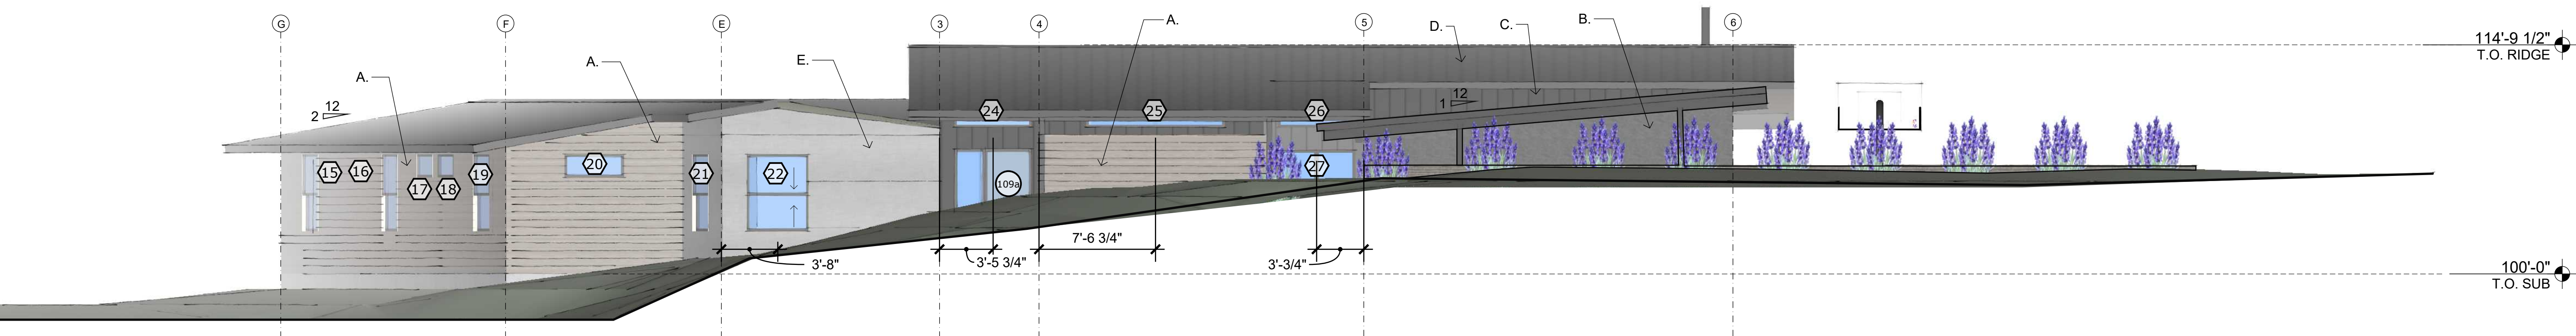 G
F
E
3
4
5
6
A.
A.
E.
A.
D.
C.
B.
114'-9 1/2"
T.O. RIDGE
12
2
12
1
24
25
26
15
16
17
18
19
20
21
22
109a
27
3'-8"
3'-5 3/4"
7'-6 3/4"
3'-3/4"
100'-0"
T.O. SUB